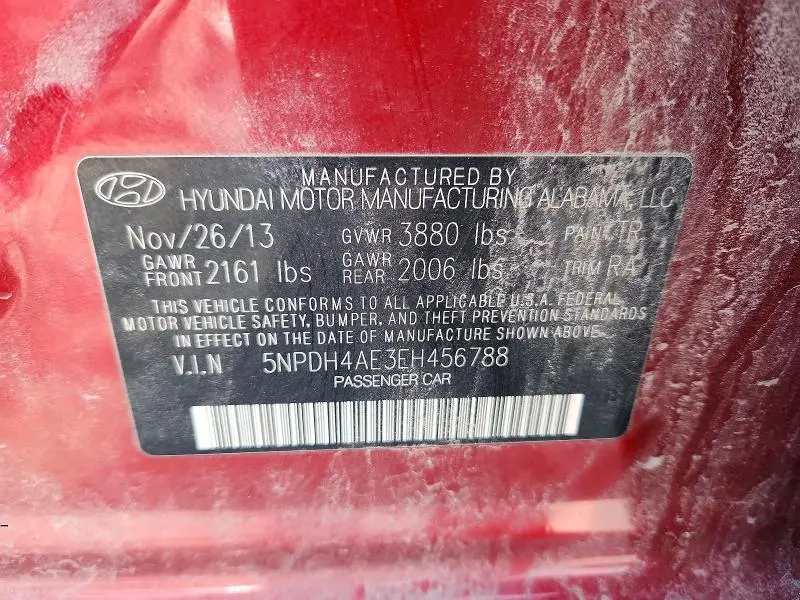 MANUFACTURED BY
HYUNDAI MOTOR MANUFACTURING ALABAMA, LLC
Nov/26/13 GVWR 3880 lbs PAINT TR
GAWR FRONT 2161 lbs GAWR REAR 2006 lbs TRIM RA
THIS VEHICLE CONFORMS TO ALL APPLICABLE U.S.A. FEDERAL
MOTOR VEHICLE SAFETY, BUMPER, AND THEFT PREVENTION STANDARDS
IN EFFECT ON THE DATE OF MANUFACTURE SHOWN ABOVE.
V.I.N 5NPDH4AE3EH456788
PASSENGER CAR